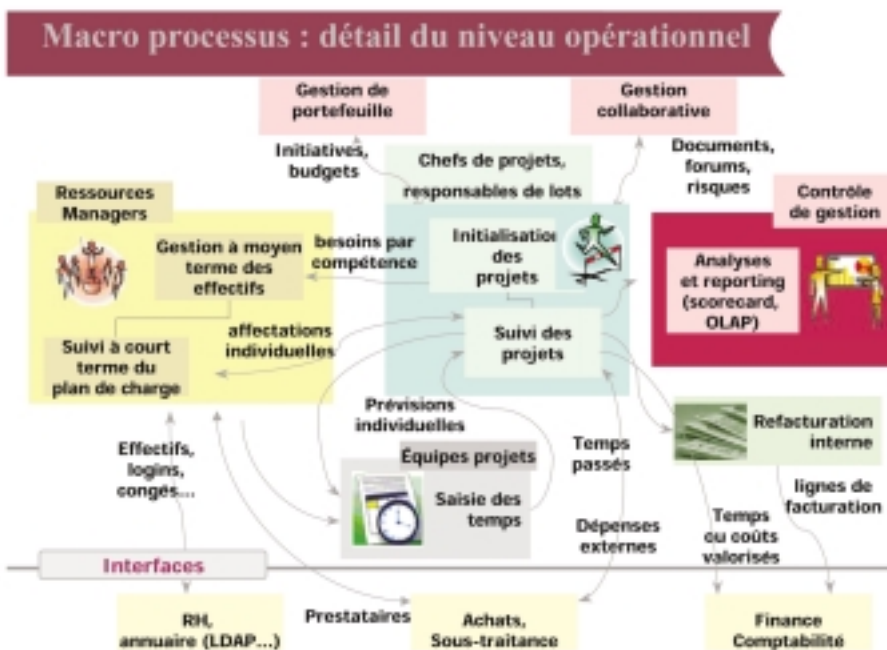 Macro processus : détail du niveau opérationnel
Gestion de
portefeuille
Gestion
collaborative
Initiatives,
budgets
Chefs de projets,
responsables de lots
Documents,
forums,
risques
Ressources
Managers
Contrôle
de gestion
Gestion à moyen
terme des
effectifs
besoins par
compétence
Initialisation
des
projets
Analyses
et reporting
(scorecard,
OLAP)
affectations
individuelles
Suivi à court
terme du
plan de charge
Suivi des
projets
Prévisions
individuelles
Refacturation
interne
Effectifs,
logins,
congés...
Équipes projets
Saisie des
temps
Temps
passés
Dépenses
externes
lignes de
facturation
Temps
ou coûts
valorisés
Interfaces
RH,
annuaire (LDAP...)
Prestataires
Achats,
Sous-traitance
Finance
Comptabilité